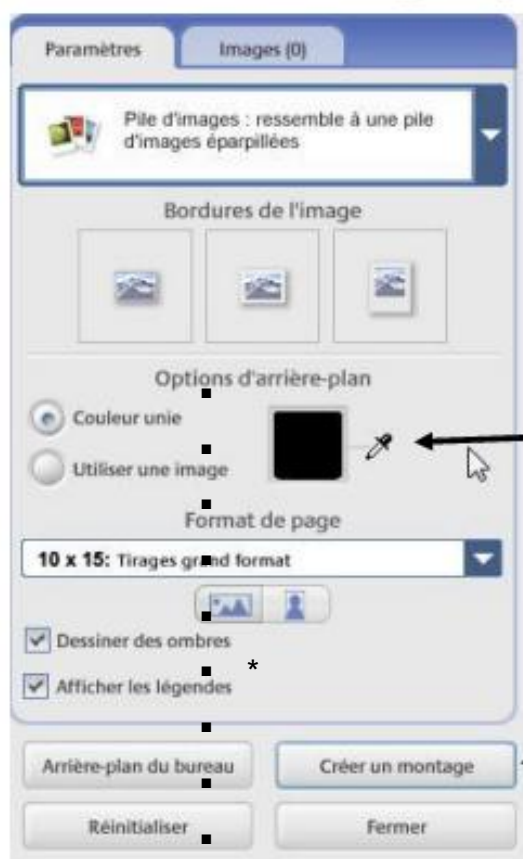 Paramètres Images (0)
Pile d'images : ressemble à une pile
d'images éparpillées
Bordures de l'image
Options d'arrière-plan
Couleur unie
Utiliser une image
Format de page
10 x 15: Tirages grand format
Dessiner des ombres
*
Afficher les légendes
Arrière-plan du bureau Créer un montage
Réinitialiser Fermer